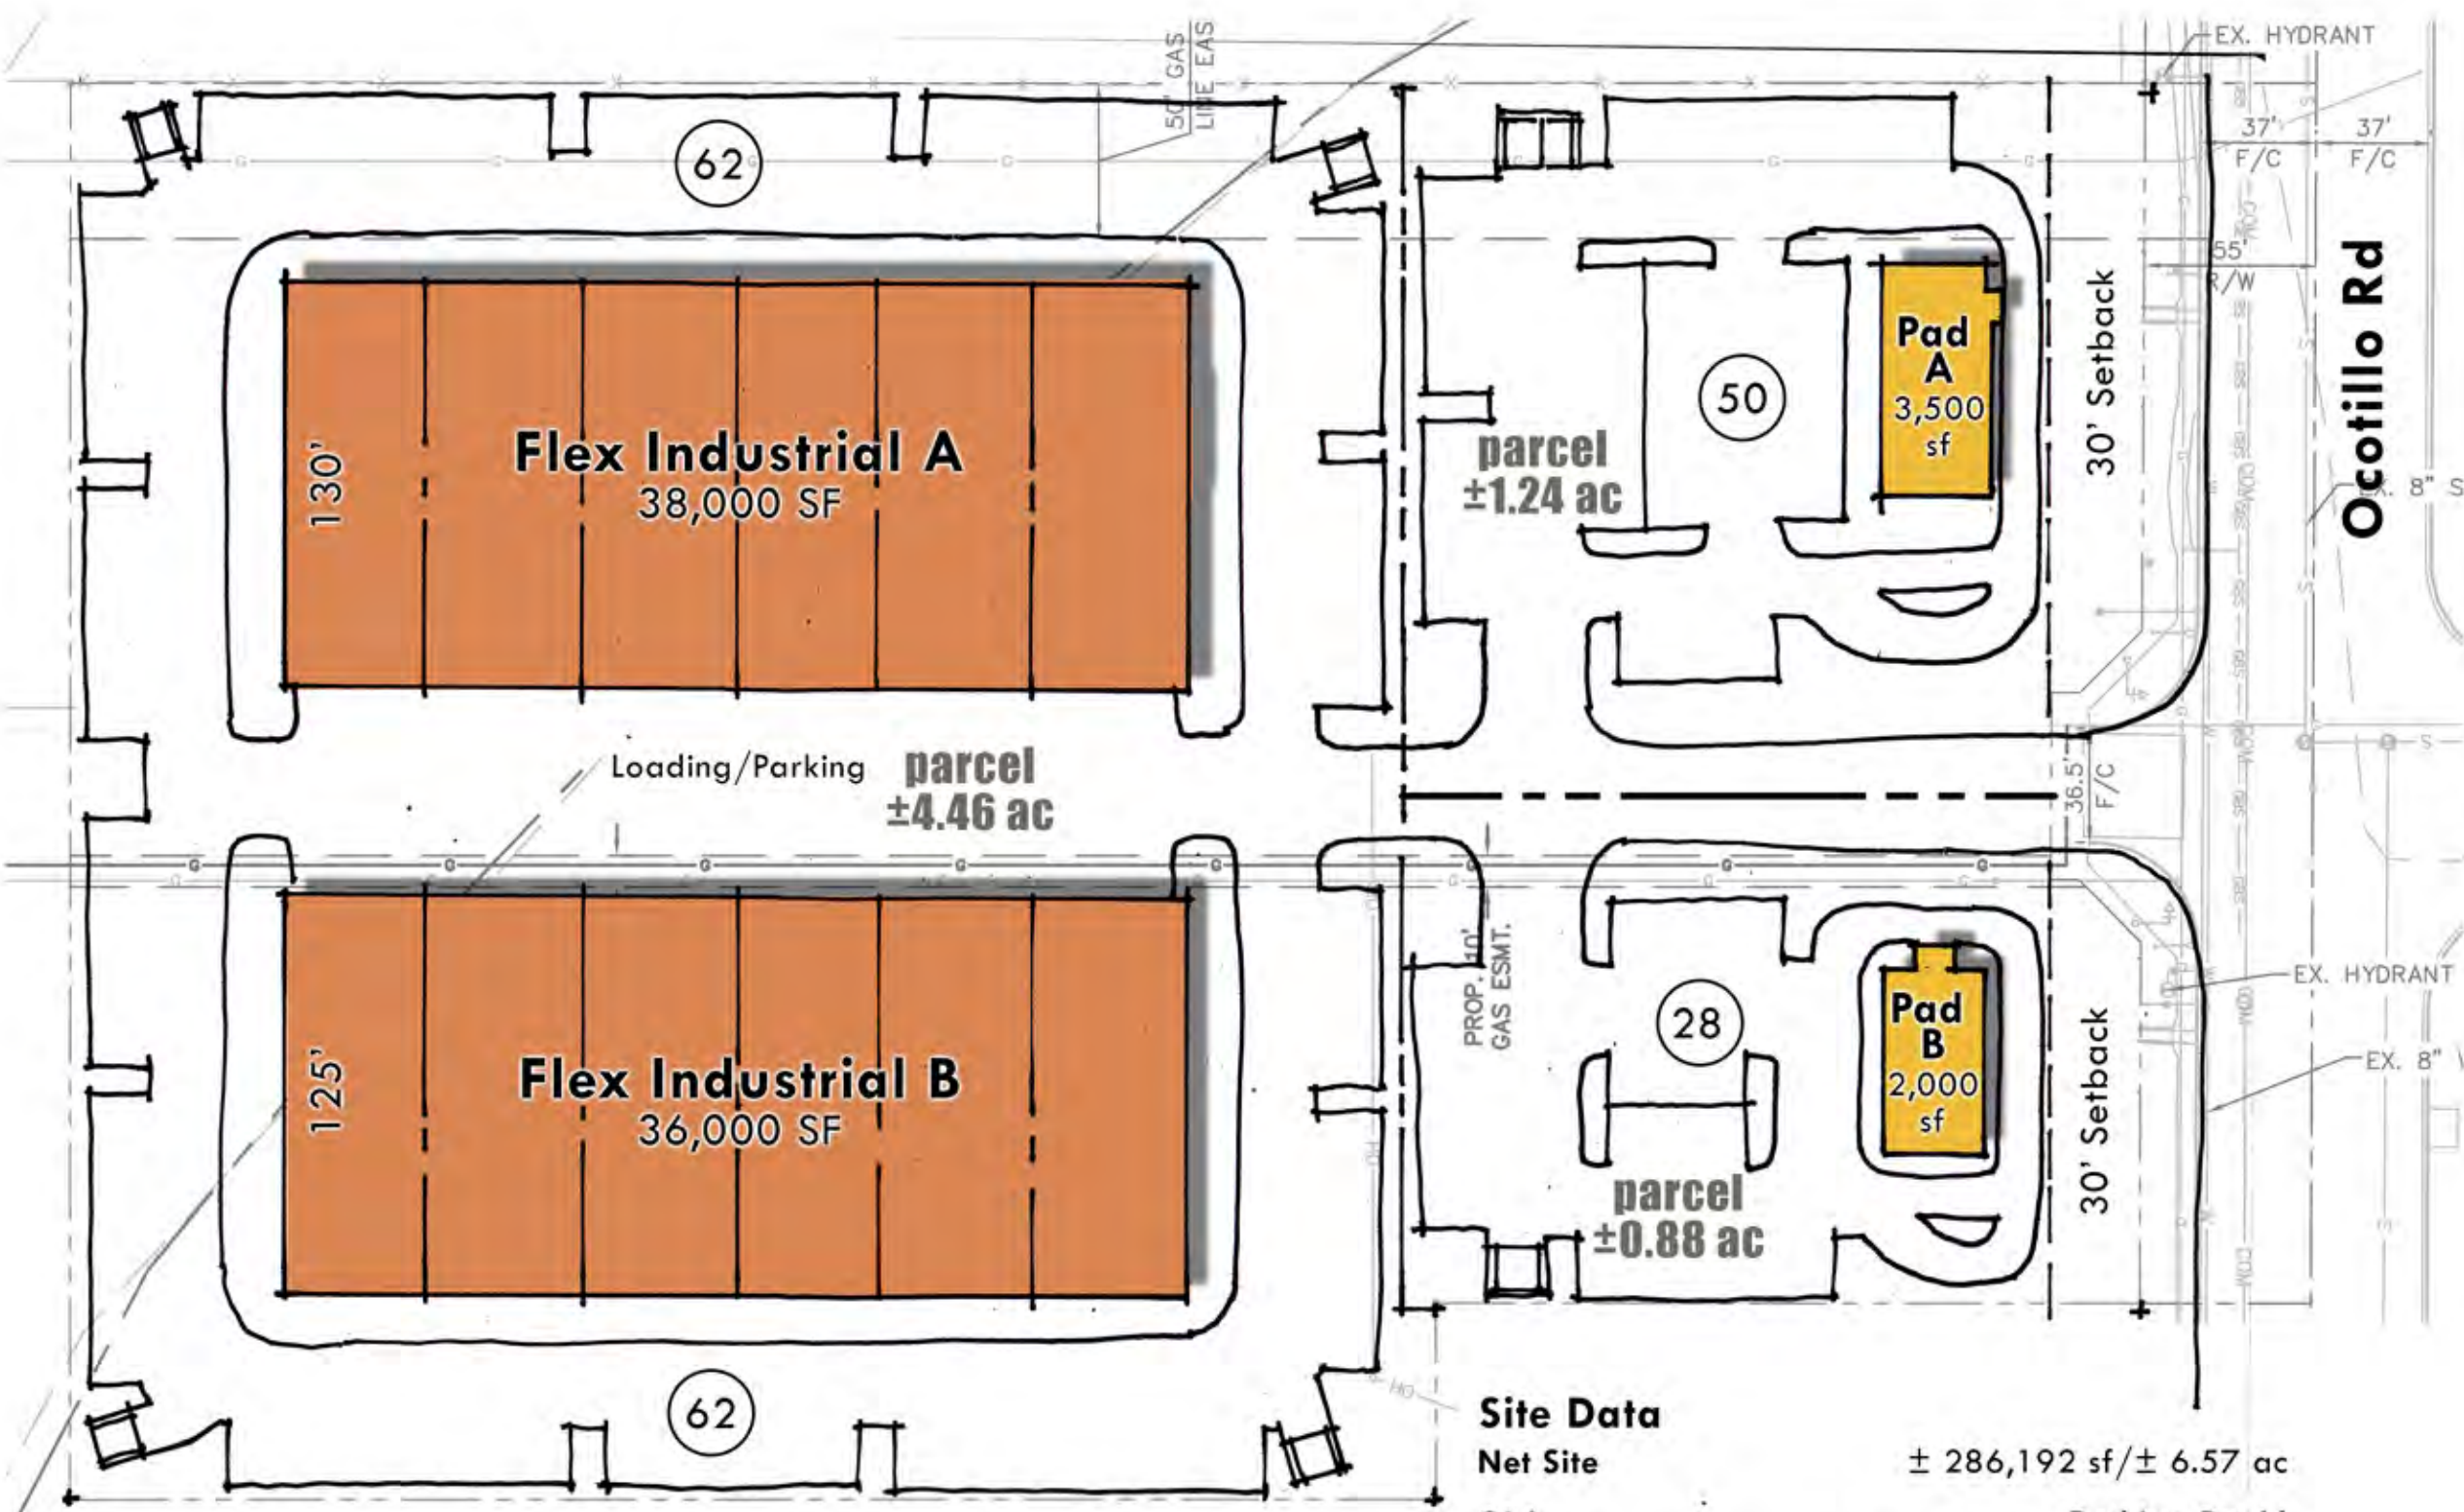 EX. HYDRANT
50' GAS
LINE EAS
37'
F/C
37'
F/C
62
55'
R/W
Ocotillo Rd
30' Setback
Pad
A
3,500
sf
50
parcel
±1.24 ac
130'
Flex Industrial A
38,000 SF
EX. 8" S
Loading/Parking
parcel
±4.46 ac
36.5'
F/C
PROP. 10'
GAS ESMT.
EX. HYDRANT
28
Pad
B
2,000
sf
30' Setback
EX. 8"
125'
Flex Industrial B
36,000 SF
parcel
±0.88 ac
62
Site Data
Net Site ± 286,192 sf/± 6.57 ac